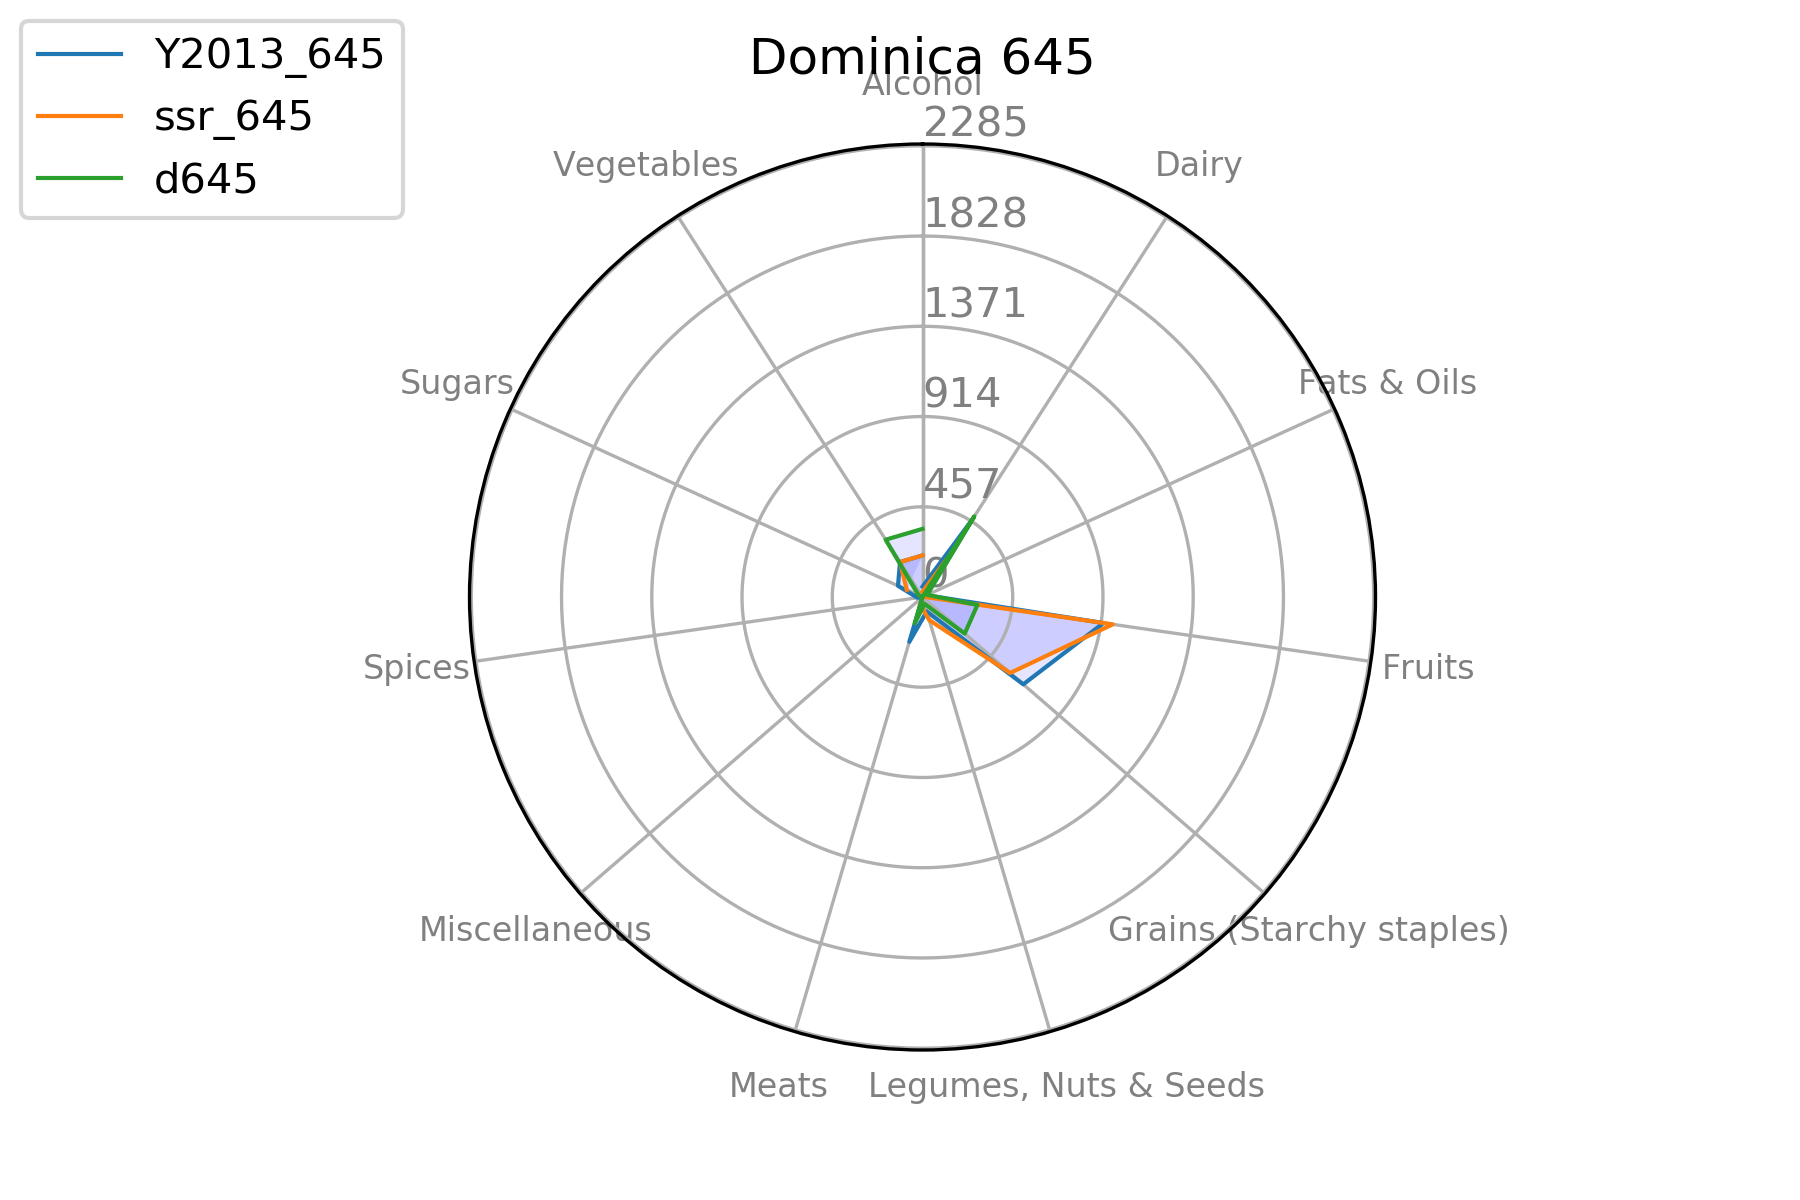 Y2013_645
ssr_645
d645
Dominica 645
Alcohol
2285
Vegetables
Dairy
1828
1371
Sugars
Fats & Oils
914
457
0
Spices
Fruits
Miscellaneous
Grains (Starchy staples)
Meats
Legumes, Nuts & Seeds